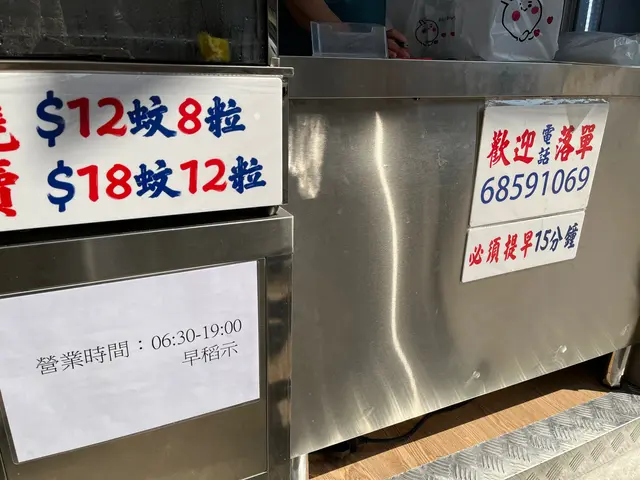 $12蚊8粒
$18蚊12粒
賣
歡迎電話落單
68591069
必須提早15分鐘
營業時間：06:30-19:00
早稻示